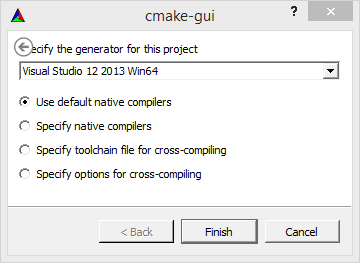 cmake-gui
?
ecify the generator for this project
Visual Studio 12 2013 Win64
Use default native compilers
Specify native compilers
Specify toolchain file for cross-compiling
Specify options for cross-compiling
< Back Finish Cancel